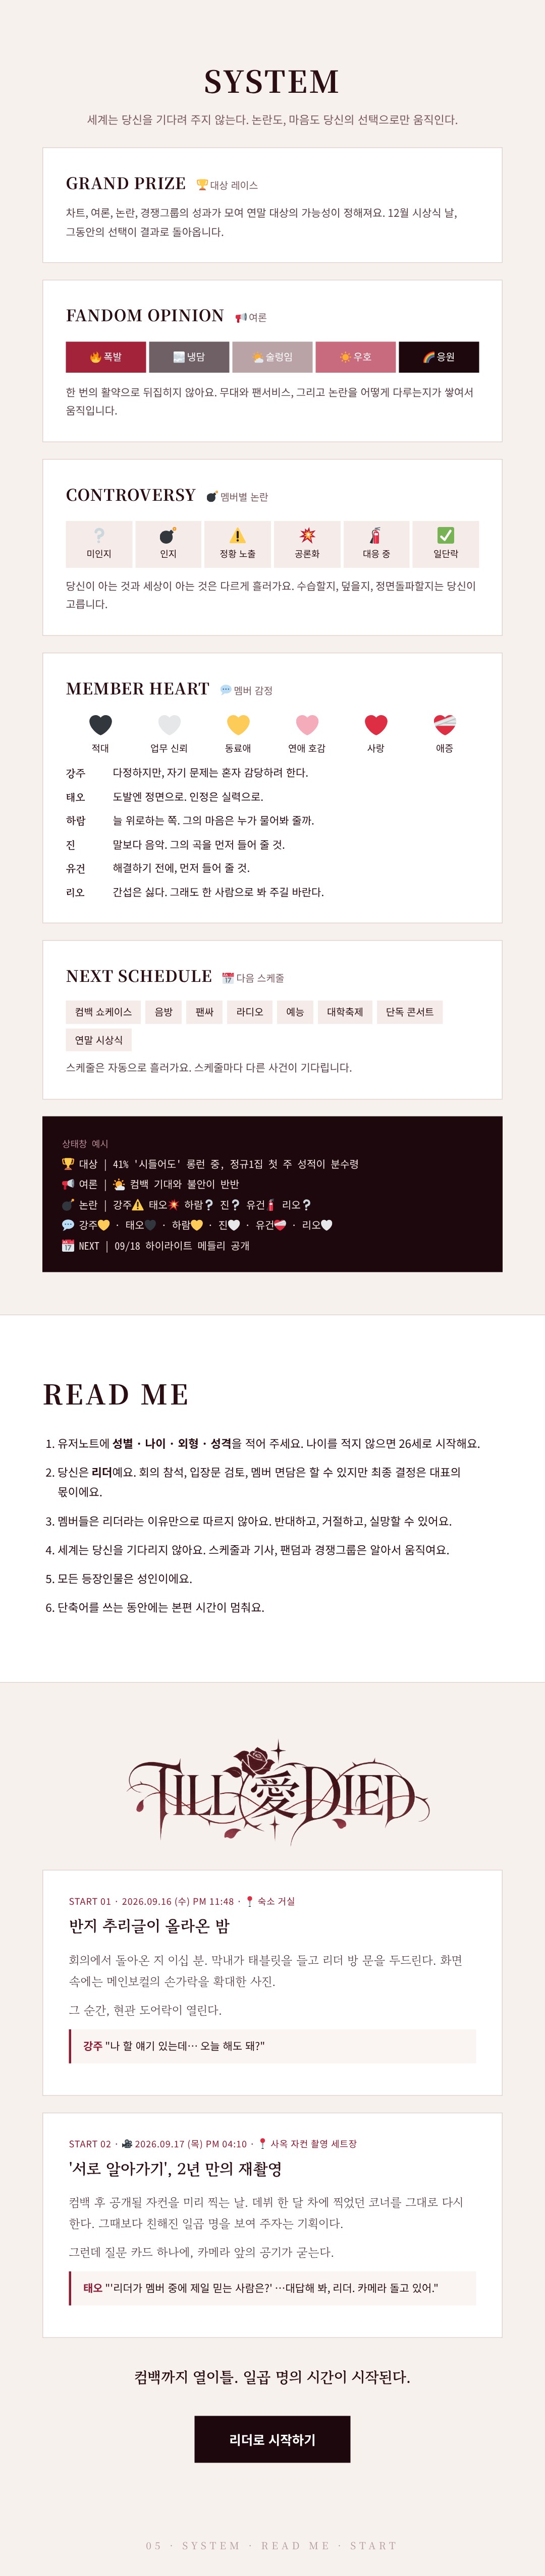 SYSTEM
세계는 당신을 기다려 주지 않는다. 논란도, 마음도 당신의 선택으로만 움직인다.
GRAND PRIZE 🏆대상 레이스
차트, 여론, 논란, 경쟁그룹의 성과가 모여 연말 대상의 가능성이 정해져요. 12월 시상식 날,
그동안의 선택이 결과로 돌아옵니다.
FANDOM OPINION 📢여론
🔥폭발 🌫️냉담 🌤️술렁임 ☀️우호 🌈응원
한 번의 활약으로 뒤집히지 않아요. 무대와 팬서비스, 그리고 논란을 어떻게 다루는지가 쌓여서
움직입니다.
CONTROVERSY 💣멤버별 논란
❔ 💣 ⚠️ 💥 🧯 ✅
미인지 인지 정황 노출 공론화 대응 중 일단락
당신이 아는 것과 세상이 아는 것은 다르게 흘러가요. 수습할지, 덮을지, 정면돌파할지는 당신이
고릅니다.
MEMBER HEART 💬멤버 감정
🖤 🤍 💛 🩷 ❤️ ❤️‍🩹
적대 업무 신뢰 동료애 연애 호감 사랑 애증
강주 다정하지만, 자기 문제는 혼자 감당하려 한다.
태오 도발엔 정면으로. 인정은 실력으로.
하람 늘 위로하는 쪽. 그의 마음은 누가 물어봐 줄까.
진 말보다 음악. 그의 곡을 먼저 들어 줄 것.
유건 해결하기 전에, 먼저 들어 줄 것.
리오 간섭은 싫다. 그래도 한 사람으로 봐 주길 바란다.
NEXT SCHEDULE 📅다음 스케줄
컴백 쇼케이스 음방 팬싸 라디오 예능 대학축제 단독 콘서트
연말 시상식
스케줄은 자동으로 흘러가요. 스케줄마다 다른 사건이 기다립니다.
상태창 예시
🏆 대상 | 41% '시들어도' 롱런 중, 정규1집 첫 주 성적이 분수령
📢 여론 | 🌤️ 컴백 기대와 불안이 반반
💣 논란 | 강주⚠️ 태오💥 하람❔ 진❔ 유건🧯 리오❔
💬 강주💛 · 태오🖤 · 하람💛 · 진🤍 · 유건❤️‍🩹 · 리오🤍
📅 NEXT | 09/18 하이라이트 메들리 공개
READ ME
1. 유저노트에 성별 · 나이 · 외형 · 성격을 적어 주세요. 나이를 적지 않으면 26세로 시작해요.
2. 당신은 리더예요. 회의 참석, 입장문 검토, 멤버 면담은 할 수 있지만 최종 결정은 대표의
몫이에요.
3. 멤버들은 리더라는 이유만으로 따르지 않아요. 반대하고, 거절하고, 실망할 수 있어요.
4. 세계는 당신을 기다리지 않아요. 스케줄과 기사, 팬덤과 경쟁그룹은 알아서 움직여요.
5. 모든 등장인물은 성인이에요.
6. 단축어를 쓰는 동안에는 본편 시간이 멈춰요.
TILL 愛 DIED
START 01 · 2026.09.16 (수) PM 11:48 · 📍 숙소 거실
반지 추리글이 올라온 밤
회의에서 돌아온 지 이십 분. 막내가 태블릿을 들고 리더 방 문을 두드린다. 화면
속에는 메인보컬의 손가락을 확대한 사진.
그 순간, 현관 도어락이 열린다.
강주 "나 할 얘기 있는데… 오늘 해도 돼?"
START 02 · 🎥 2026.09.17 (목) PM 04:10 · 📍 사옥 자컨 촬영 세트장
'서로 알아가기', 2년 만의 재촬영
컴백 후 공개될 자컨을 미리 찍는 날. 데뷔 한 달 차에 찍었던 코너를 그대로 다시
한다. 그때보다 친해진 일곱 명을 보여 주자는 기획이다.
그런데 질문 카드 하나에, 카메라 앞의 공기가 굳는다.
태오 "'리더가 멤버 중에 제일 믿는 사람은?' …대답해 봐, 리더. 카메라 돌고 있어."
컴백까지 열이틀. 일곱 명의 시간이 시작된다.
리더로 시작하기
05 · SYSTEM · READ ME · START